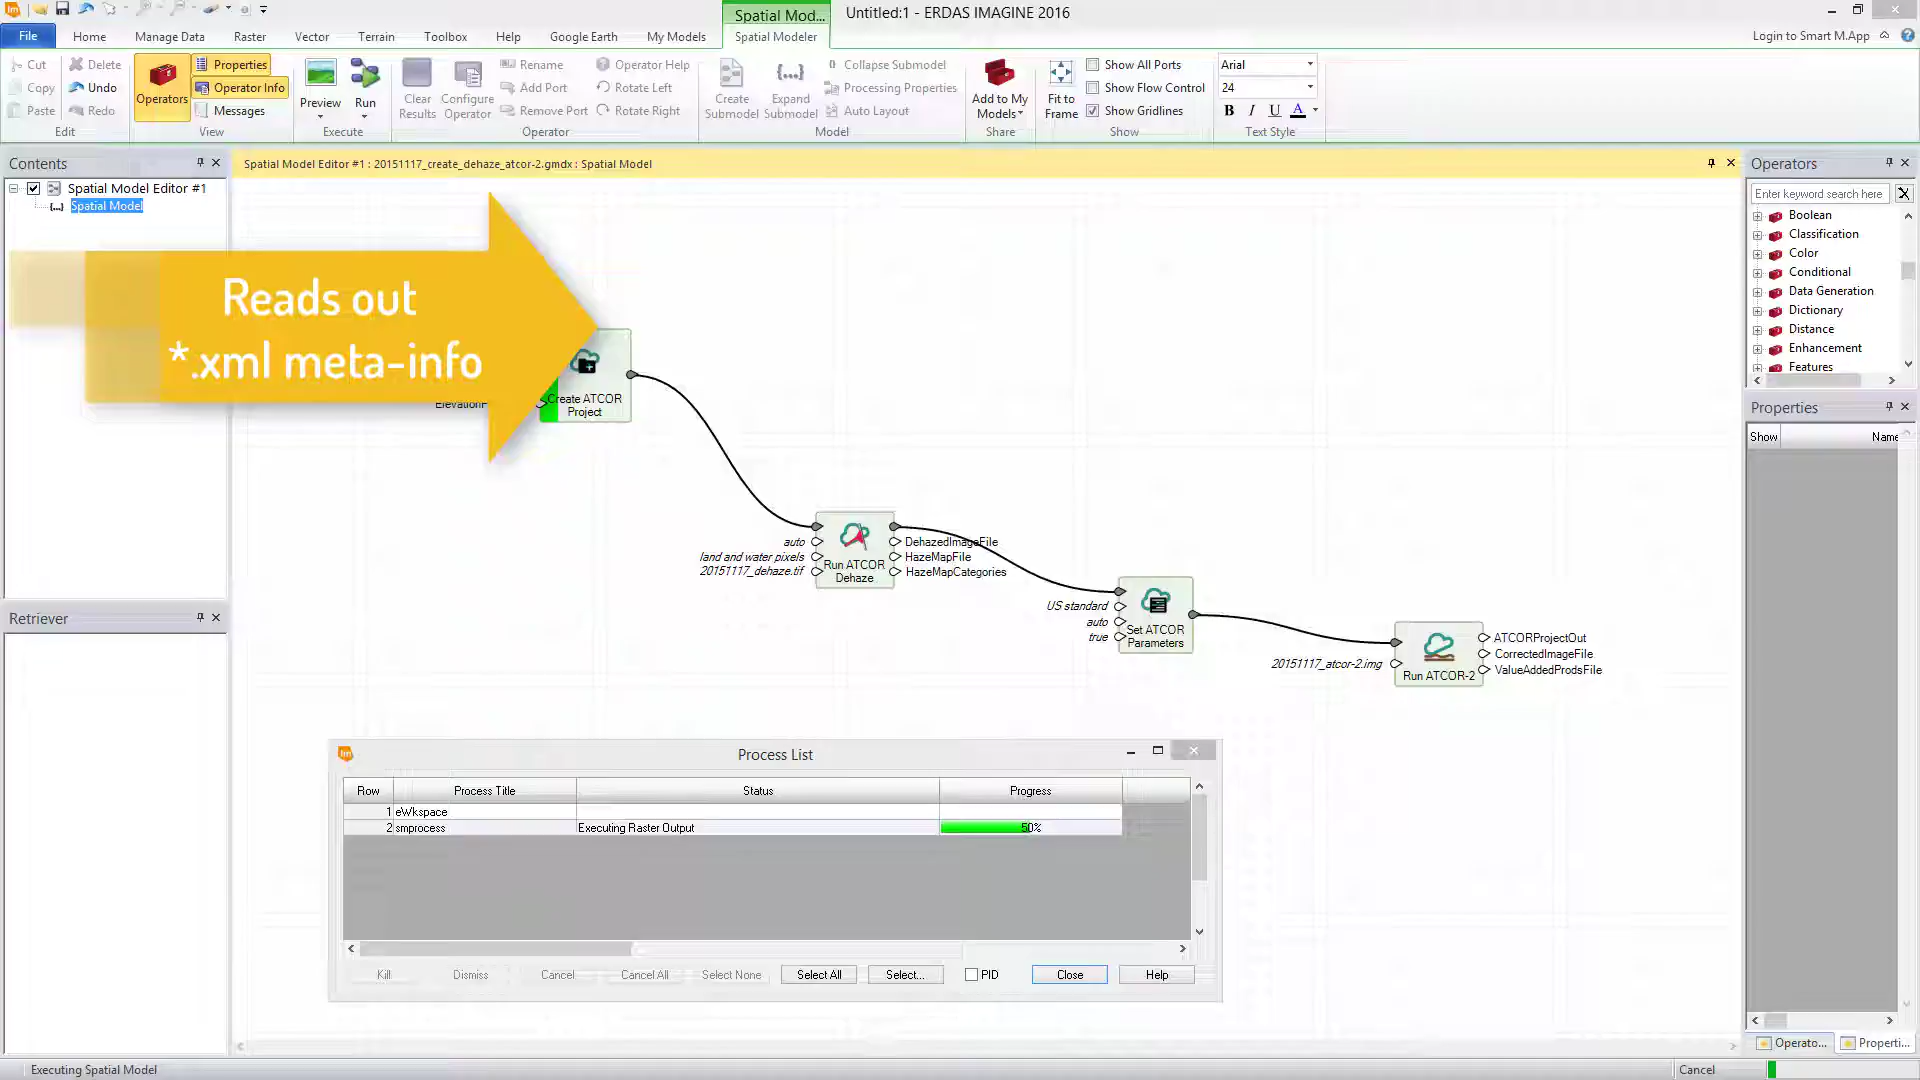 Spatial Mod...
Untitled:1 - ERDAS IMAGINE 2016
File
Home
Manage Data
Raster
Vector
Terrain
Toolbox
Help
Google Earth
My Models
Spatial Modeler
Login to Smart M.App
Cut
Copy
Paste
Delete
Undo
Redo
Edit
Operators
Properties
Operator Info
Messages
View
Preview
Run
Execute
Clear Results
Configure Operator
Rename
Add Port
Remove Port
Operator Help
Rotate Left
Rotate Right
Operator
Create Submodel
Expand Submodel
Collapse Submodel
Processing Properties
Auto Layout
Model
Add to My Models
Share
Fit to Frame
Show All Ports
Show Flow Control
Show Gridlines
Show
Arial
24
B I U A
Text Style
Contents
Spatial Model Editor #1
Spatial Model
Retriever
Spatial Model Editor #1 : 20151117_create_dehaze_atcor-2.gmdx : Spatial Model
Reads out
*.xml meta-info
Create ATCOR
Project
auto
land and water pixels
20151117_dehaze.tif
Run ATCOR
Dehaze
DehazedImageFile
HazeMapFile
HazeMapCategories
US standard
auto
true
Set ATCOR
Parameters
20151117_atcor-2.img
Run ATCOR-2
ATCORProjectOut
CorrectedImageFile
ValueAddedProdsFile
Process List
Row Process Title Status Progress
1 eWkspace
2 smprocess Executing Raster Output 50%
Kill
Dismiss
Cancel
Cancel All
Select None
Select All
Select...
PID
Close
Help
Operators
Enter keyword search here
Boolean
Classification
Color
Conditional
Data Generation
Dictionary
Distance
Enhancement
Features
Properties
Show Name
Operato...
Properti...
Executing Spatial Model
Cancel